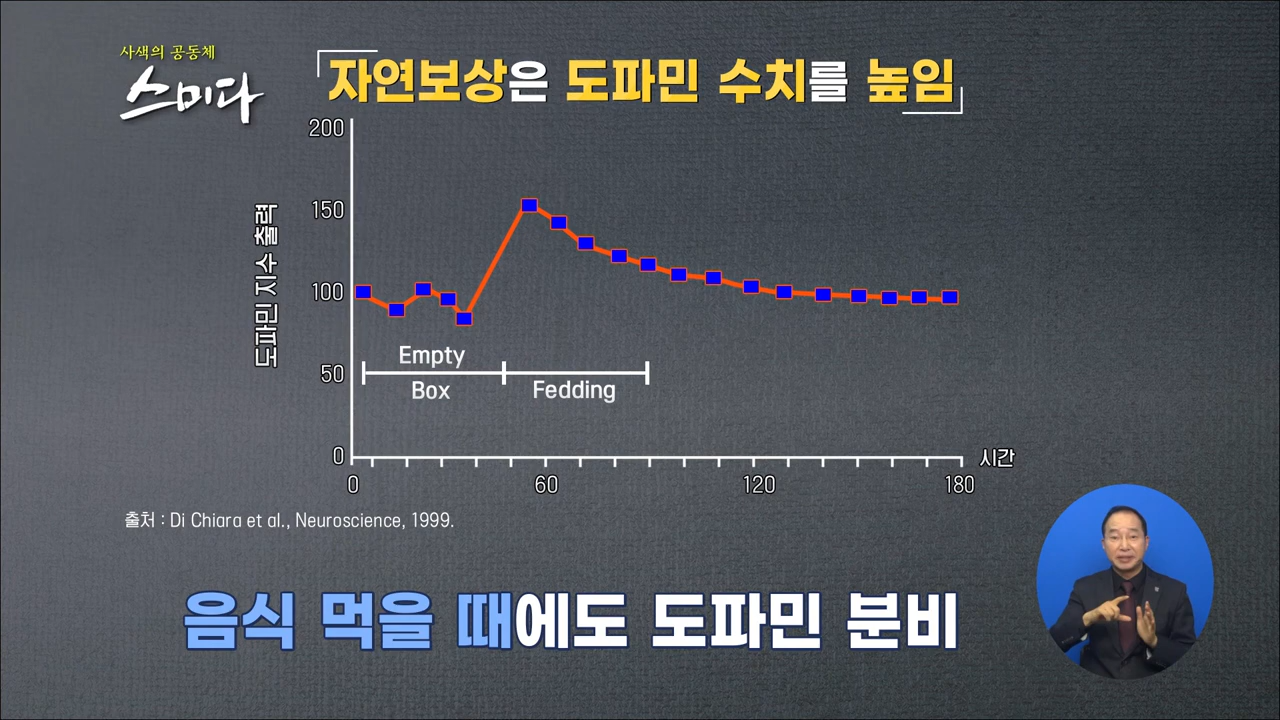 사색의 공동체
스미다
자연보상은 도파민 수치를 높임
200
150
100
50
0
도파민 지수 출력
Empty
Box
Fedding
0
60
120
180
시간
출처 : Di Chiara et al., Neuroscience, 1999.
음식 먹을 때에도 도파민 분비